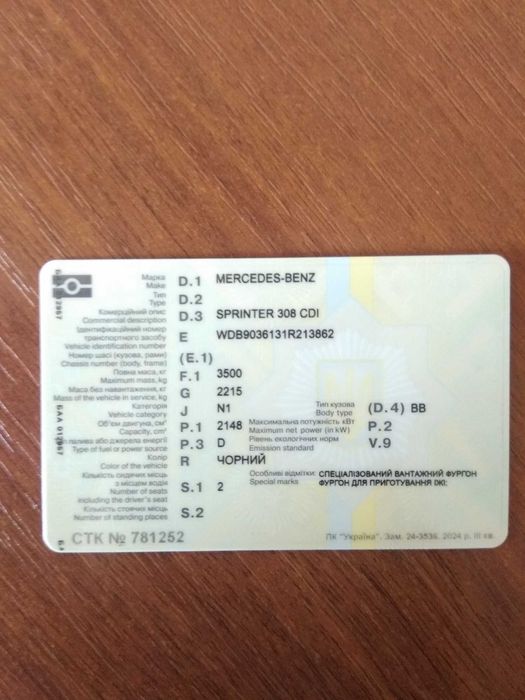 Марка
Make
D.1 MERCEDES-BENZ
Тип
Type
D.2
Комерційний опис
Commercial description
D.3 SPRINTER 308 CDI
Ідентифікаційний номер
транспортного засобу
Vehicle identification number
E WDB9036131R213862
Номер шасі (кузова, рами)
Chassis number (body, frame)
(E.1)
Повна маса, кг
Maximum mass, kg
F.1 3500
Маса без навантаження, кг
Mass of the vehicle in service, kg
G 2215
Категорія
Vehicle category
J N1
Тип кузова
Body type
(D.4) BB
Об'єм двигуна, см³
Capacity, cm³
P.1 2148
Максимальна потужність кВт
Maximum net power (in kW)
P.2
палива або джерела енергії
Type of fuel or power source
P.3 D
Рівень екологічних норм
Emission standard
V.9
Колір
Color of the vehicle
R ЧОРНИЙ
Кількість сидячих місць
з місцем водія
Number of seats
including the driver's seat
S.1 2
Особливі відмітки:
Special marks
СПЕЦІАЛІЗОВАНИЙ ВАНТАЖНИЙ ФУРГОН
ФУРГОН ДЛЯ ПРИГОТУВАННЯ ЇЖІ;
Кількість стоячих місць
Number of standing places
S.2
СТК № 781252
ПК "Україна". Зам. 24-3536. 2024 р. III кв.